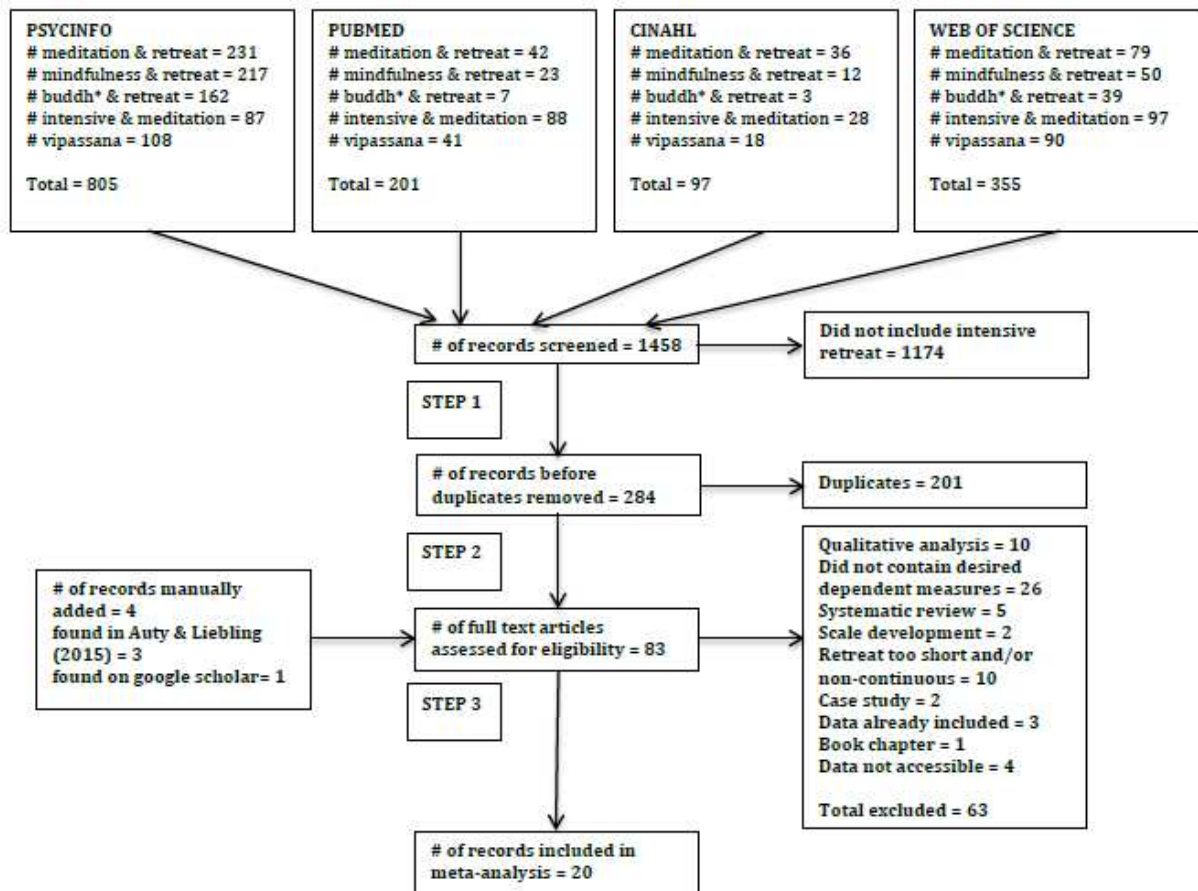 PSYCINFO
# meditation & retreat = 231
# mindfulness & retreat = 217
# buddh* & retreat = 162
# intensive & meditation = 87
# vipassana = 108
Total = 805
PUBMED
# meditation & retreat = 42
# mindfulness & retreat = 23
# buddh* & retreat = 7
# intensive & meditation = 88
# vipassana = 41
Total = 201
CINAHL
# meditation & retreat = 36
# mindfulness & retreat = 12
# buddh* & retreat = 3
# intensive & meditation = 28
# vipassana = 18
Total = 97
WEB OF SCIENCE
# meditation & retreat = 79
# mindfulness & retreat = 50
# buddh* & retreat = 39
# intensive & meditation = 97
# vipassana = 90
Total = 355
# of records screened = 1458
Did not include intensive
retreat = 1174
STEP 1
# of records before
duplicates removed = 284
Duplicates = 201
STEP 2
# of records manually
added = 4
found in Auty & Liebling
(2015) = 3
found on google scholar= 1
# of full text articles
assessed for eligibility = 83
Qualitative analysis = 10
Did not contain desired
dependent measures = 26
Systematic review = 5
Scale development = 2
Retreat too short and/or
non-continuous = 10
Case study = 2
Data already included = 3
Book chapter = 1
Data not accessible = 4
Total excluded = 63
STEP 3
# of records included in
meta-analysis = 20